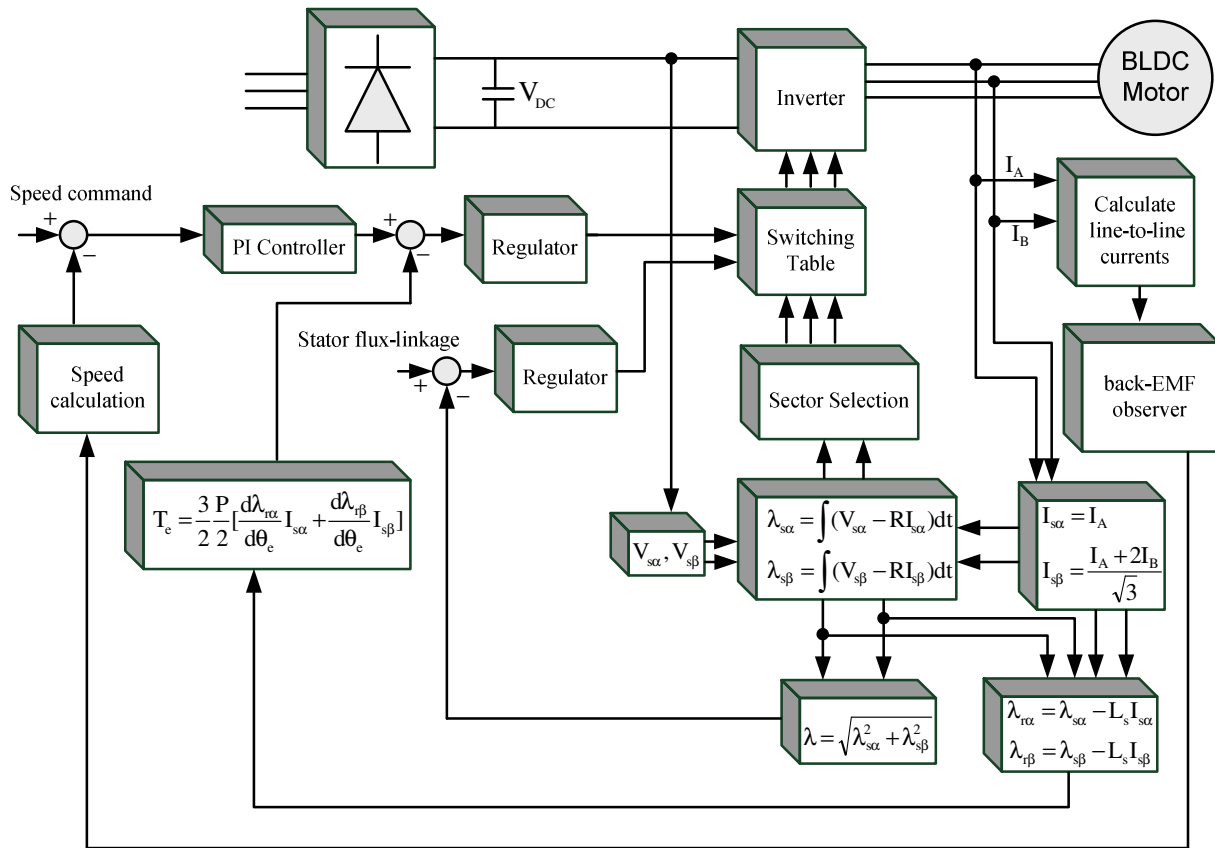 V_DC
Inverter
BLDC
Motor
Speed command
+
−
PI Controller
+
−
Regulator
Switching
Table
I_A
I_B
Calculate
line-to-line
currents
Stator flux-linkage
+
−
Regulator
Speed
calculation
Sector Selection
back-EMF
observer
T_e = 3/2 P/2 [dλ_rα/dθ_e I_sα + dλ_rβ/dθ_e I_sβ]
V_sα, V_sβ
λ_sα = ∫(V_sα − RI_sα)dt
λ_sβ = ∫(V_sβ − RI_sβ)dt
I_sα = I_A
I_sβ = (I_A + 2I_B)/√3
λ = √(λ²_sα + λ²_sβ)
λ_rα = λ_sα − L_s I_sα
λ_rβ = λ_sβ − L_s I_sβ